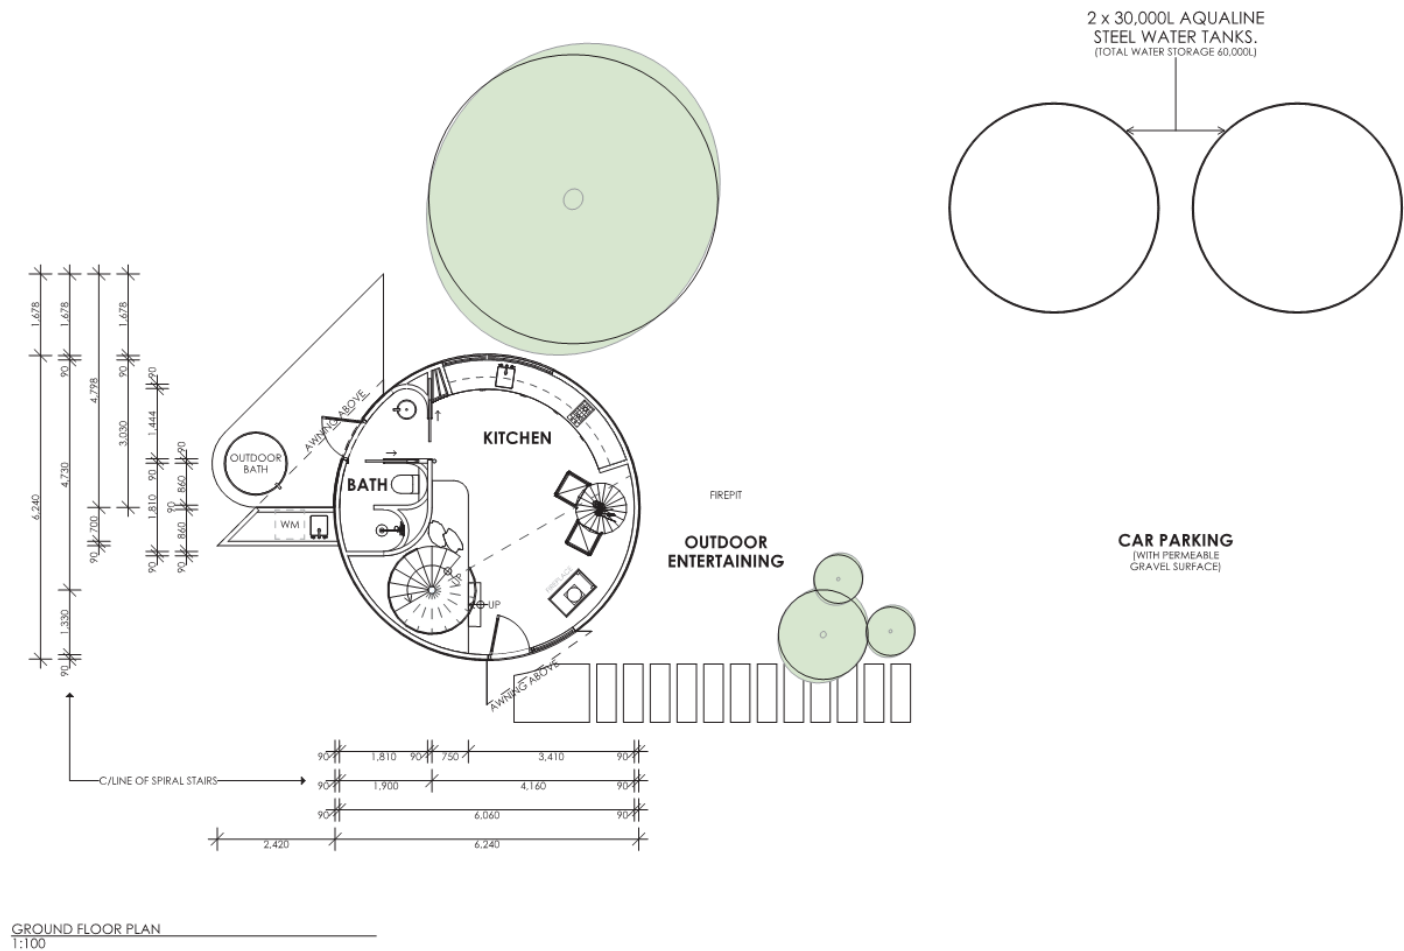 2 x 30,000L AQUALINE
STEEL WATER TANKS.
(TOTAL WATER STORAGE 60,000L)
1,678
1,678
1,678
90
90
90
4,798
1,444
3,030
90
6,240
4,730
90
1,810
860
90
860
700
90
90
90
1,330
90
AWNING ABOVE
OUTDOOR
BATH
WM
BATH
KITCHEN
UP
UP
FIREPLACE
AWNING ABOVE
FIREPIT
OUTDOOR
ENTERTAINING
CAR PARKING
(WITH PERMEABLE
GRAVEL SURFACE)
90 1,810 90 750 3,410 90
C/LINE OF SPIRAL STAIRS
90 1,900 4,160 90
90 6,060 90
2,420 6,240
GROUND FLOOR PLAN
1:100